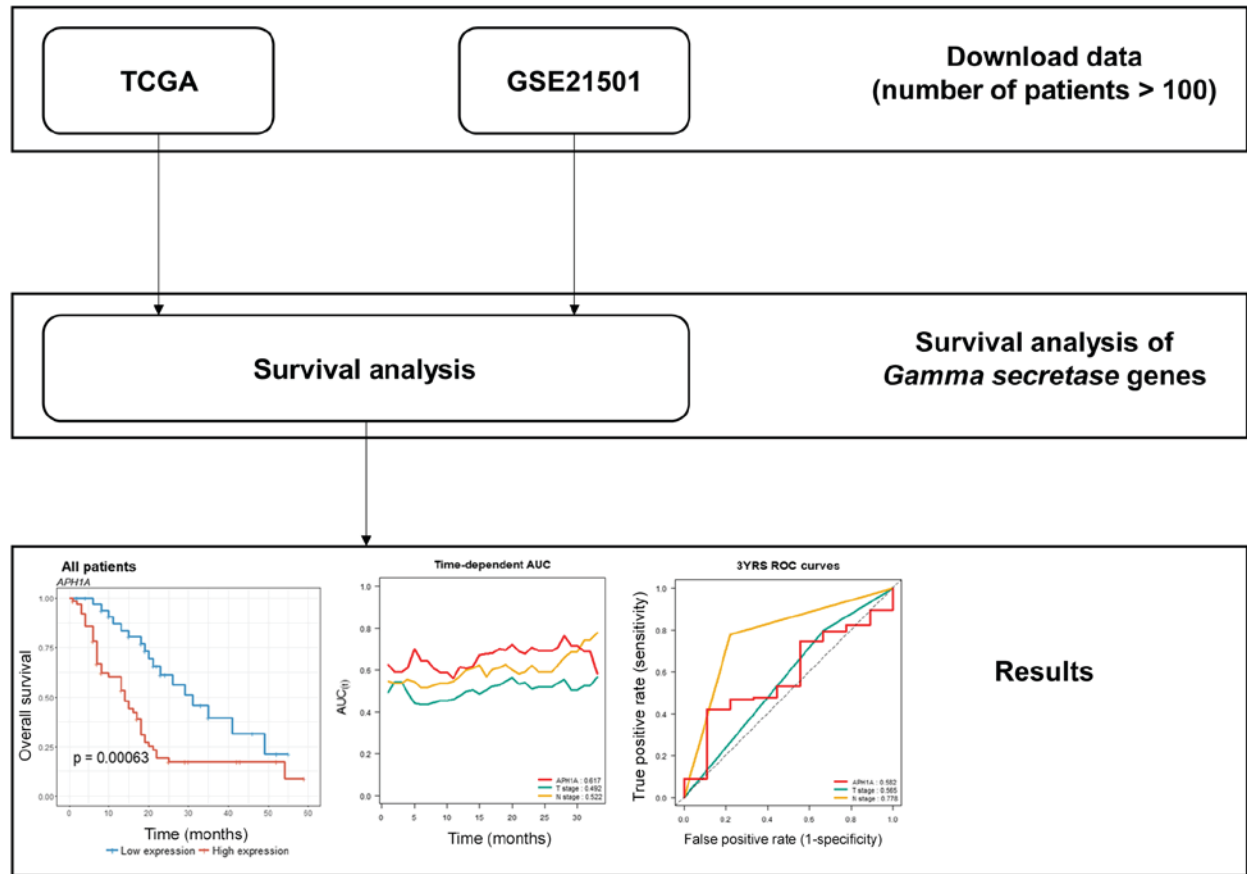 TCGA
GSE21501
Download data
(number of patients > 100)
Survival analysis
Survival analysis of
Gamma secretase genes
All patients
APH1A
Overall survival
1.00
0.75
0.50
0.25
0.00
p = 0.00063
0 10 20 30 40 50 60
Time (months)
Low expression High expression
Time-dependent AUC
AUC(t)
1.0
0.8
0.6
0.4
0.2
0.0
APH1A : 0.617
T stage : 0.492
N stage : 0.522
0 5 10 15 20 25 30
Time (months)
3YRS ROC curves
True positive rate (sensitivity)
1.0
0.8
0.6
0.4
0.2
0.0
APH1A : 0.582
T stage : 0.565
N stage : 0.778
0.0 0.2 0.4 0.6 0.8 1.0
False positive rate (1-specificity)
Results